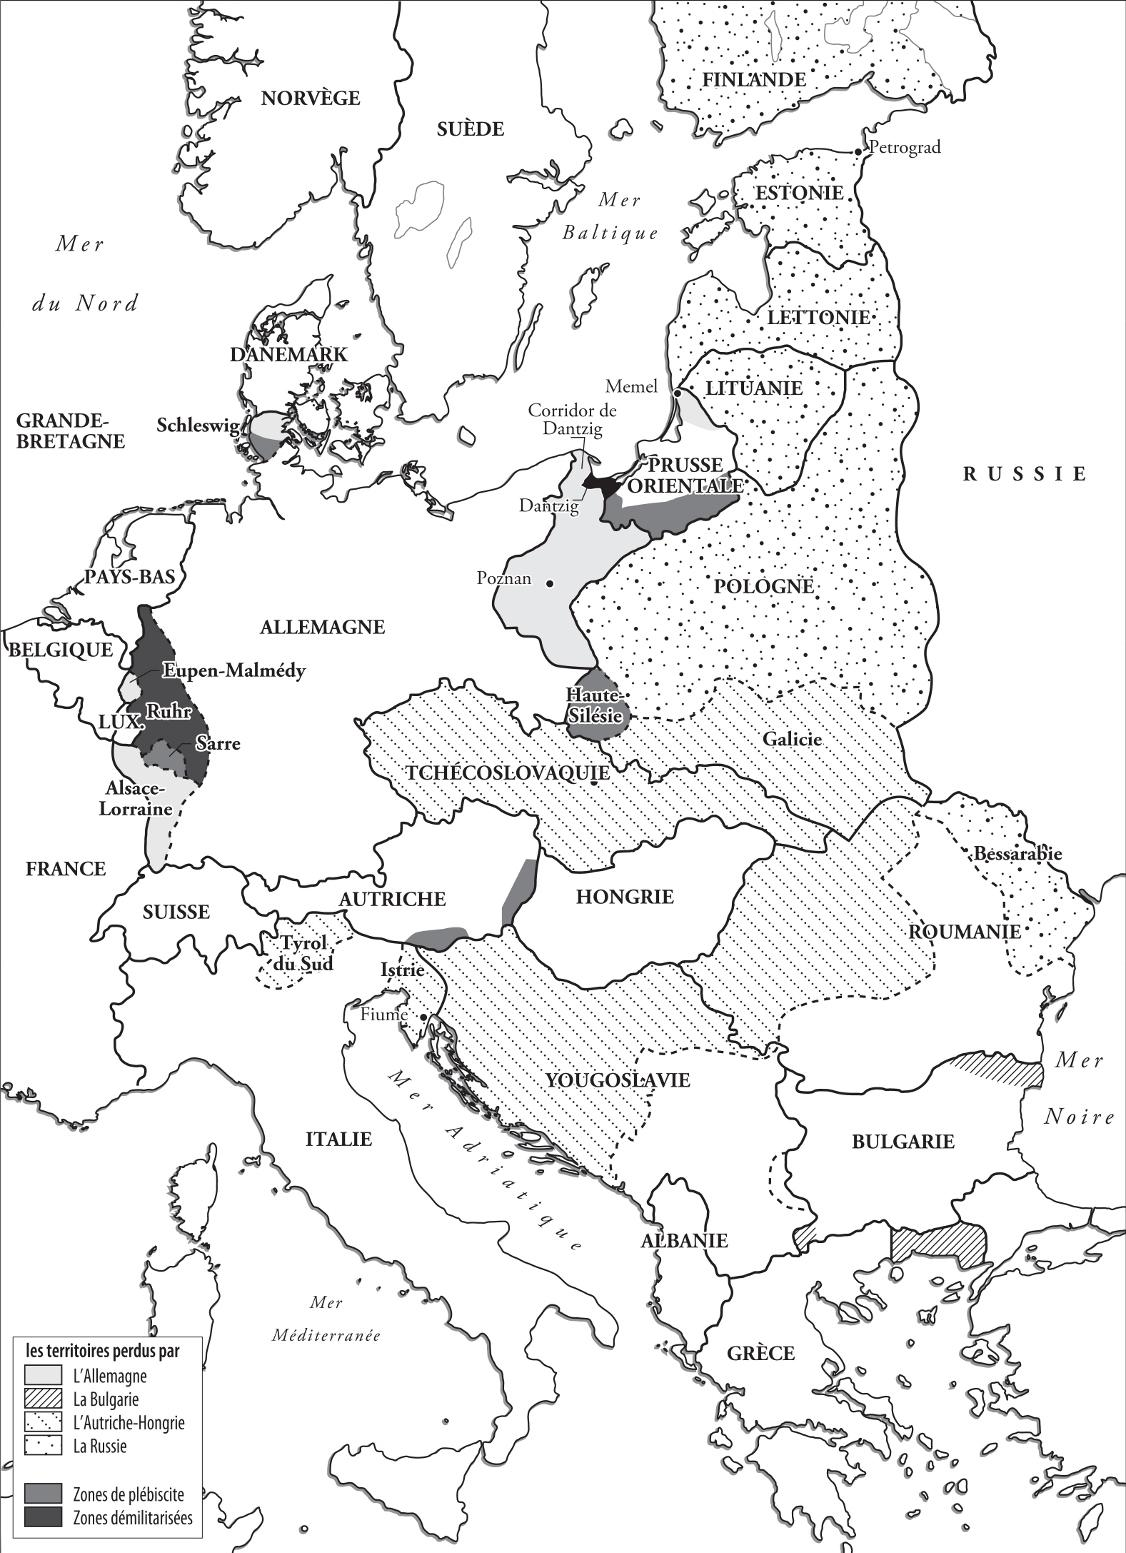 NORVÈGE
SUÈDE
FINLANDE
Petrograd
ESTONIE
Mer
Baltique
Mer
du Nord
LETTONIE
DANEMARK
Memel
LITUANIE
GRANDE-
BRETAGNE
Schleswig
Corridor de
Dantzig
PRUSSE
ORIENTALE
RUSSIE
Dantzig
PAYS-BAS
Poznan
POLOGNE
ALLEMAGNE
BELGIQUE
Eupen-Malmédy
Haute-
Silésie
LUX.
Ruhr
Sarre
Galicie
TCHÉCOSLOVAQUIE
Alsace-
Lorraine
FRANCE
Bessarabie
AUTRICHE
HONGRIE
SUISSE
ROUMANIE
Tyrol
du Sud
Istrie
Fiume
Mer
Noire
YOUGOSLAVIE
Mer Adriatique
ITALIE
BULGARIE
ALBANIE
Mer
Méditerranée
GRÈCE
les territoires perdus par
L'Allemagne
La Bulgarie
L'Autriche-Hongrie
La Russie
Zones de plébiscite
Zones démilitarisées